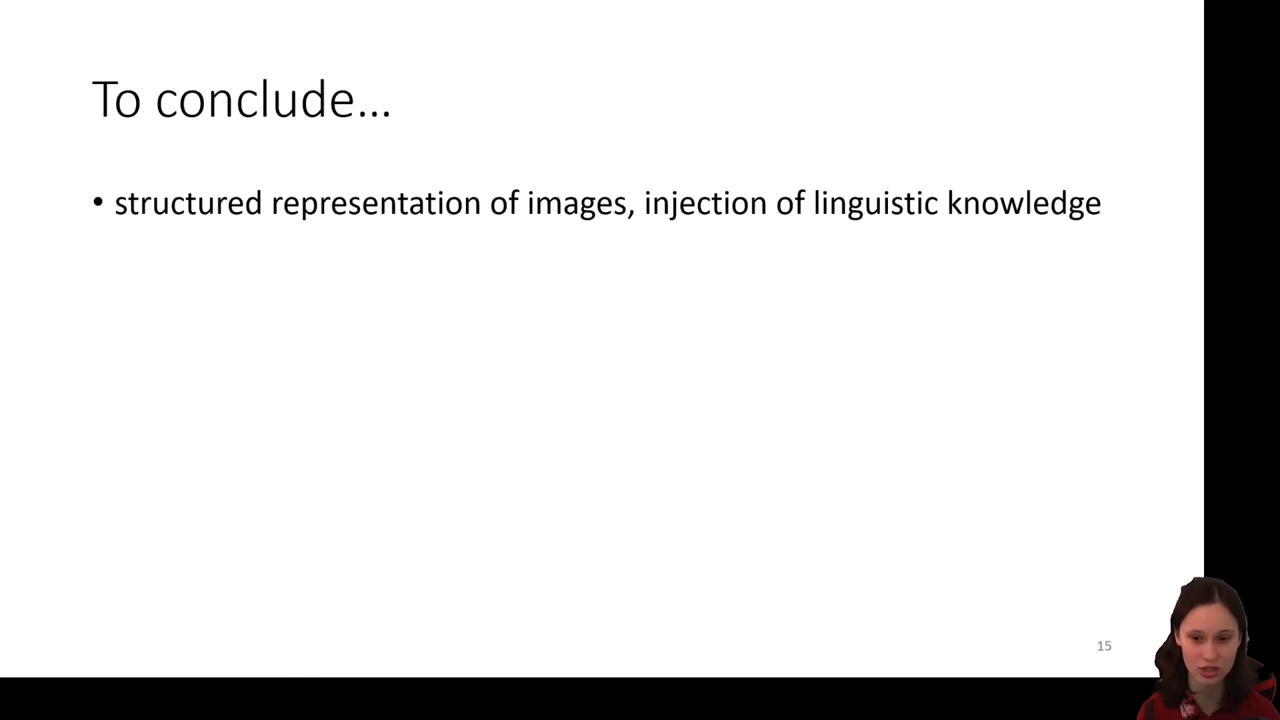 To conclude…
• structured representation of images, injection of linguistic knowledge
15